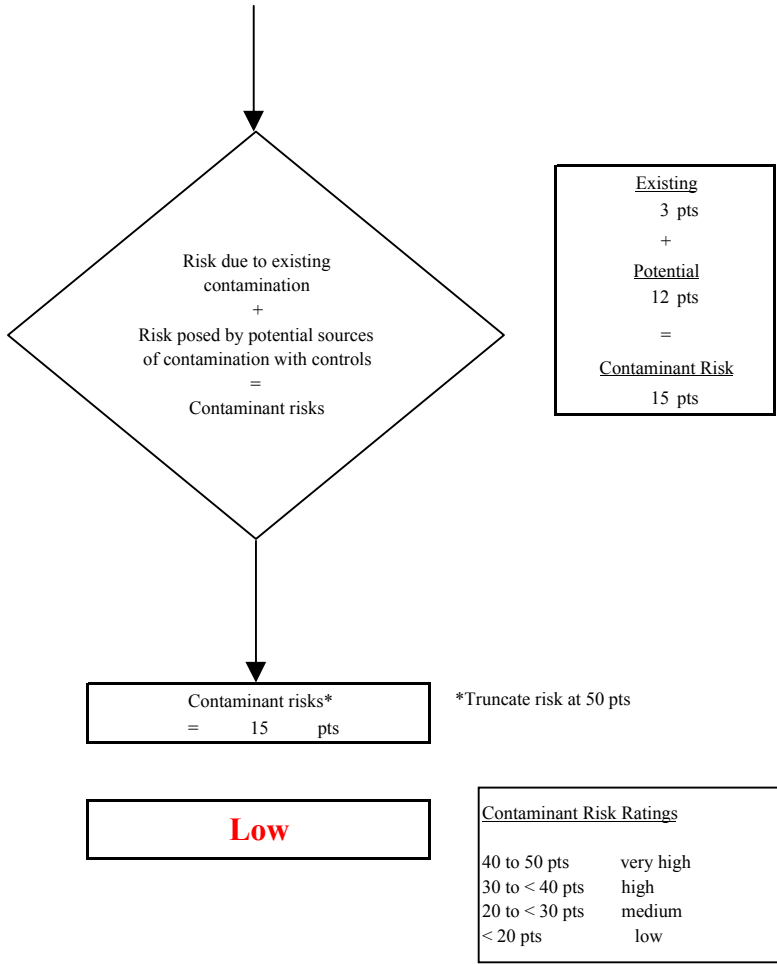 Risk due to existing
contamination
+
Risk posed by potential sources
of contamination with controls
=
Contaminant risks
Existing
3 pts
+
Potential
12 pts
=
Contaminant Risk
15 pts
Contaminant risks*
= 15 pts
*Truncate risk at 50 pts
Low
Contaminant Risk Ratings
40 to 50 pts very high
30 to < 40 pts high
20 to < 30 pts medium
< 20 pts low